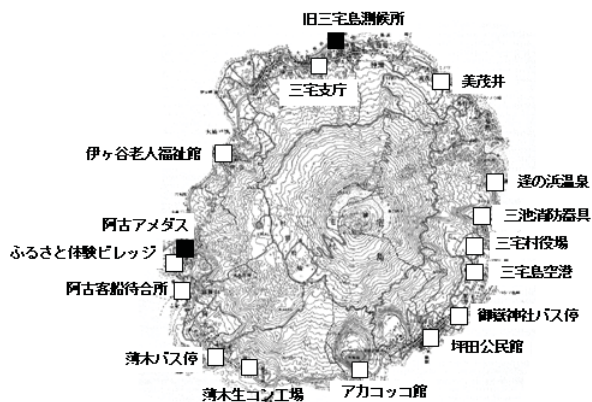 旧三宅島測候所
三宅支庁
美茂井
伊ヶ谷老人福祉館
逢の浜温泉
三池消防器具
阿古アメダス
三宅村役場
ふるさと体験ビレッジ
三宅島空港
阿古客船待合所
御嶽神社バス停
坪田公民館
薄木バス停
薄木生コン工場
アカコッコ館